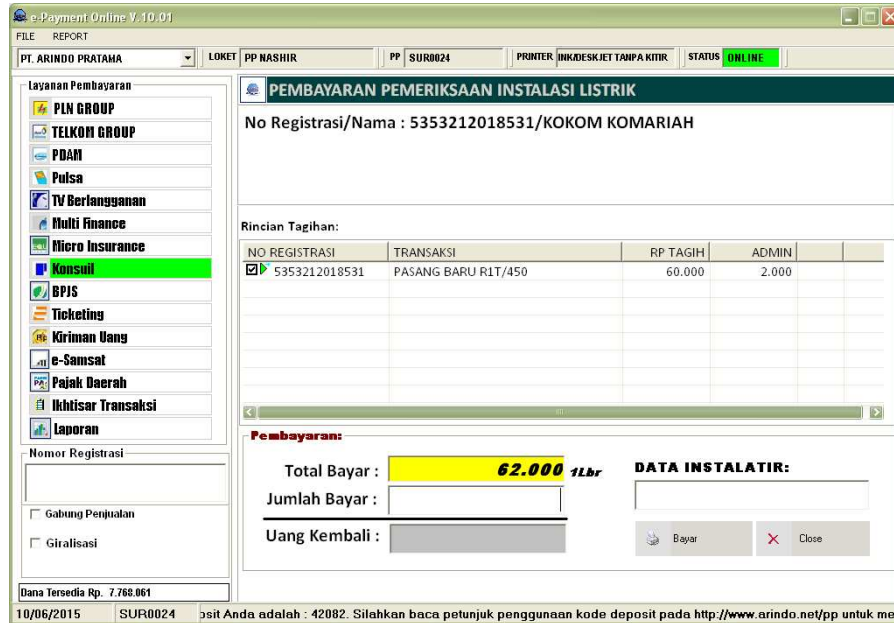 e-Payment Online V.10.01
FILE REPORT
PT. ARINDO PRATAMA LOKET PP NASHIR PP SUR0024 PRINTER INK/DESKJET TANPA KITIR STATUS ONLINE
Layanan Pembayaran
PLN GROUP
TELKOM GROUP
PDAM
Pulsa
TV Berlangganan
Multi Finance
Micro Insurance
Konsuil
BPJS
Ticketing
Kiriman Uang
e-Samsat
Pajak Daerah
Ikhtisar Transaksi
Laporan
Nomor Registrasi
Gabung Penjualan
Giralisasi
Dana Tersedia Rp. 7.768.061
PEMBAYARAN PEMERIKSAAN INSTALASI LISTRIK
No Registrasi/Nama : 5353212018531/KOKOM KOMARIAH
Rincian Tagihan:
NO REGISTRASI TRANSAKSI RP TAGIH ADMIN
5353212018531 PASANG BARU R1T/450 60.000 2.000
Pembayaran:
Total Bayar : 62.000 1Lbr
Jumlah Bayar :
Uang Kembali :
DATA INSTALATIR:
Bayar Close
10/06/2015 SUR0024 osit Anda adalah : 42082. Silahkan baca petunjuk penggunaan kode deposit pada http://www.arindo.net/pp untuk me